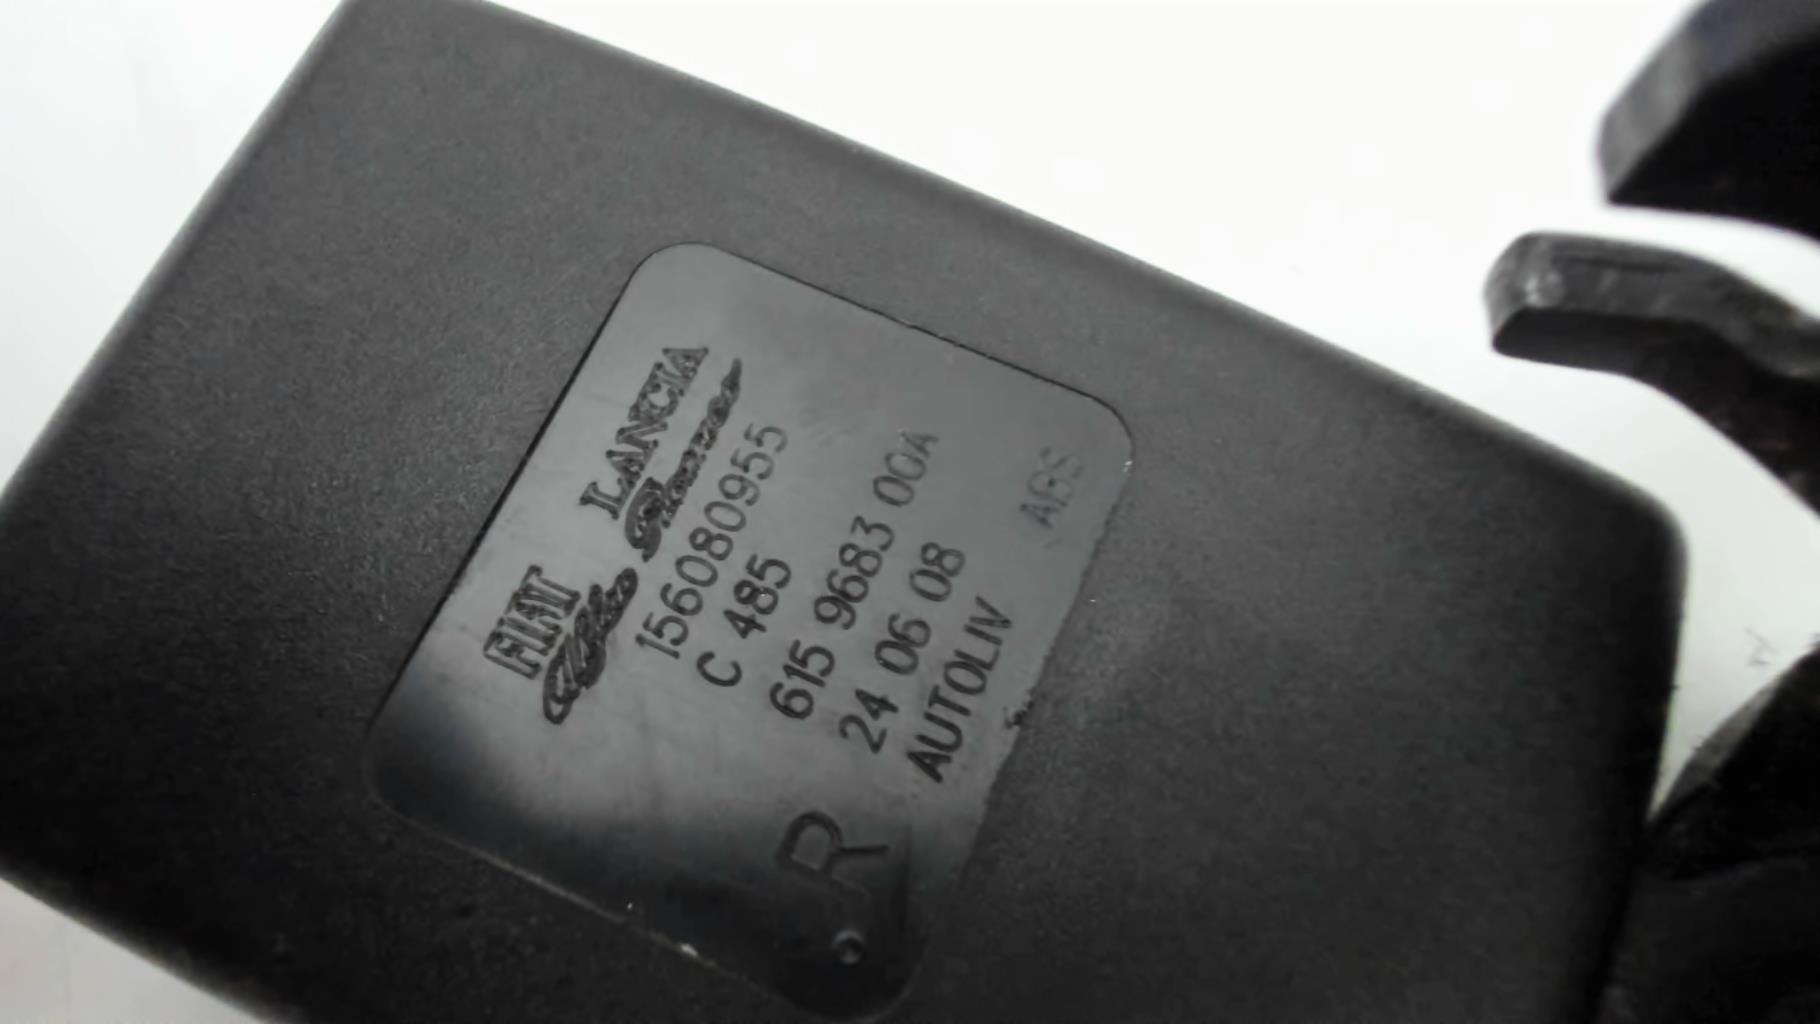 FIAT LANCIA
Alfa Romeo
156080955
C 485
615 9683 00A
24 06 08
AUTOLIV
ABS
R